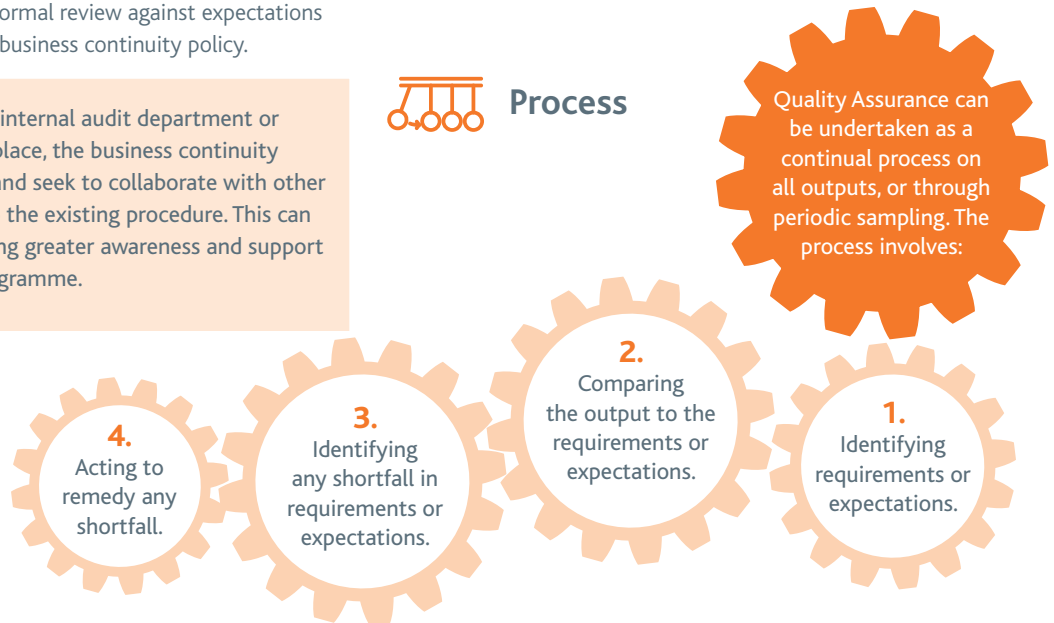 ormal review against expectations
business continuity policy.
internal audit department or
place, the business continuity
and seek to collaborate with other
the existing procedure. This can
ng greater awareness and support
gramme.
Process
Quality Assurance can
be undertaken as a
continual process on
all outputs, or through
periodic sampling. The
process involves:
1.
Identifying
requirements or
expectations.
2.
Comparing
the output to the
requirements or
expectations.
3.
Identifying
any shortfall in
requirements or
expectations.
4.
Acting to
remedy any
shortfall.